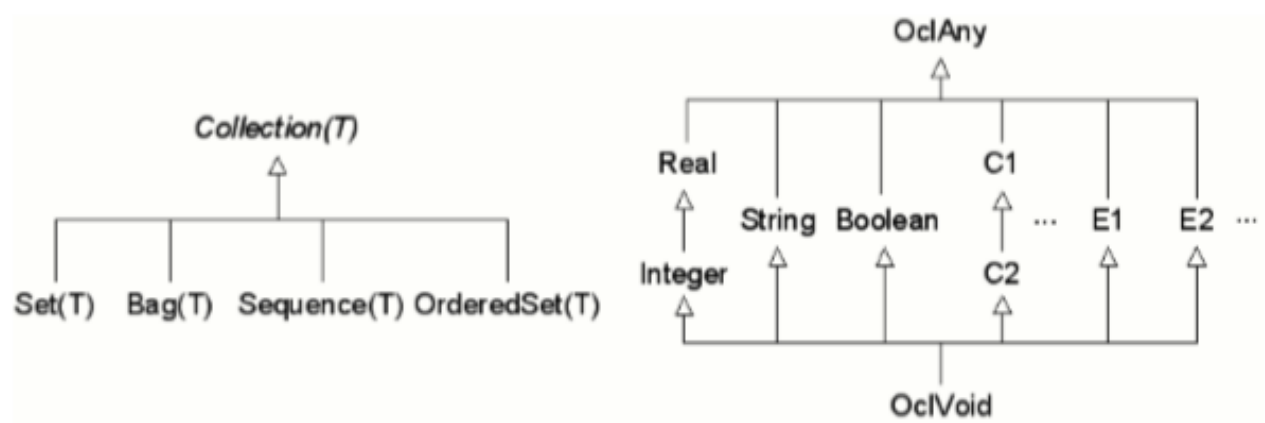 OclAny
Collection(T)
Real
C1
String
Boolean
...
E1
E2
...
Integer
C2
Set(T)
Bag(T)
Sequence(T)
OrderedSet(T)
OclVoid